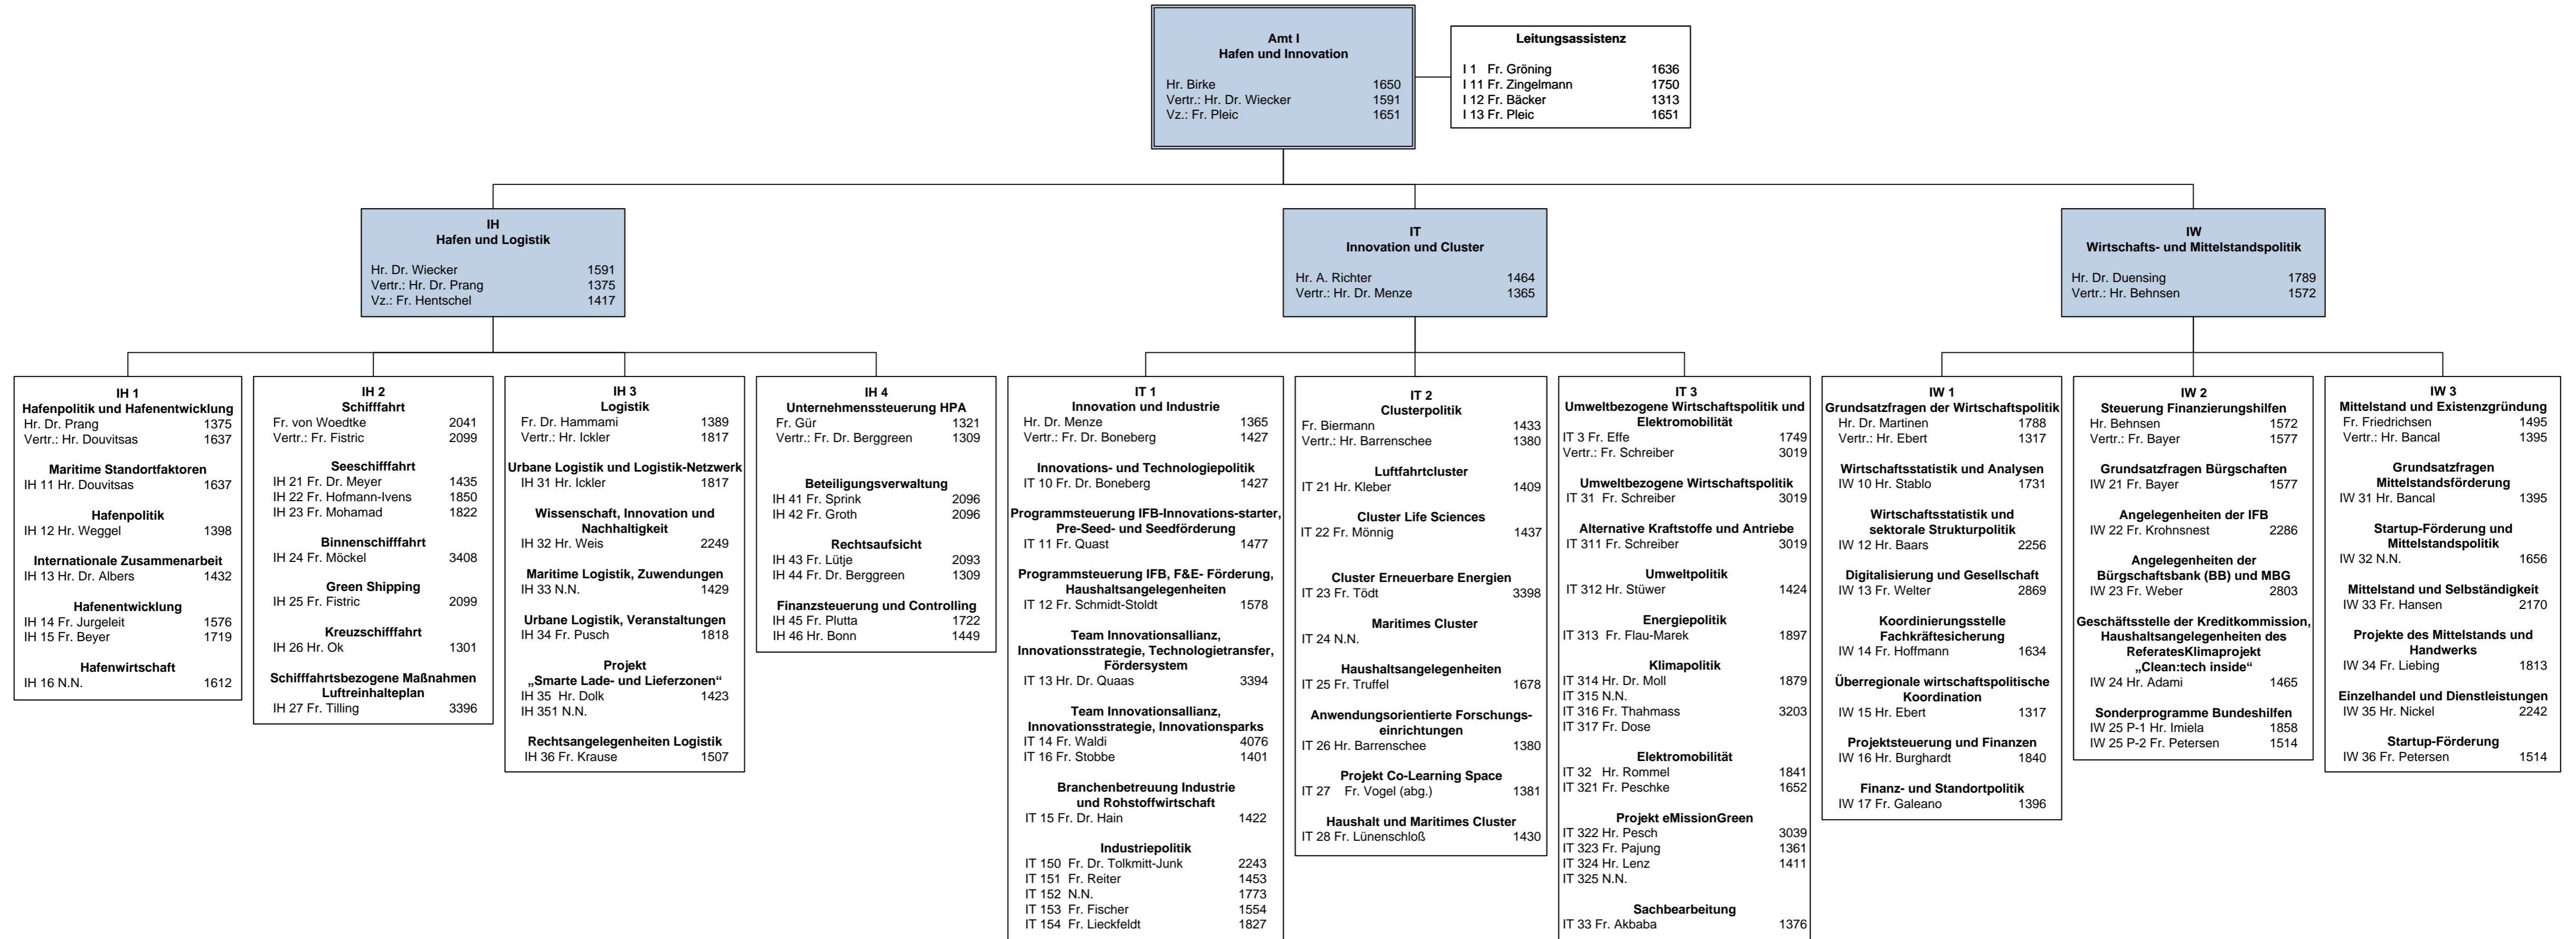 Amt I
Hafen und Innovation
Hr. Birke 1650
Vertr.: Hr. Dr. Wiecker 1591
Vz.: Fr. Pleic 1651
Leitungsassistenz
I 1 Fr. Gröning 1636
I 11 Fr. Zingelmann 1750
I 12 Fr. Bäcker 1313
I 13 Fr. Pleic 1651
IH
Hafen und Logistik
Hr. Dr. Wiecker 1591
Vertr.: Hr. Dr. Prang 1375
Vz.: Fr. Hentschel 1417
IT
Innovation und Cluster
Hr. A. Richter 1464
Vertr.: Hr. Dr. Menze 1365
IW
Wirtschafts- und Mittelstandspolitik
Hr. Dr. Duensing 1789
Vertr.: Hr. Behnsen 1572
IH 1
Hafenpolitik und Hafenentwicklung
Hr. Dr. Prang 1375
Vertr.: Hr. Douvitsas 1637
Maritime Standortfaktoren
IH 11 Hr. Douvitsas 1637
Hafenpolitik
IH 12 Hr. Weggel 1398
Internationale Zusammenarbeit
IH 13 Hr. Dr. Albers 1432
Hafenentwicklung
IH 14 Fr. Jurgeleit 1576
IH 15 Fr. Beyer 1719
Hafenwirtschaft
IH 16 N.N. 1612
IH 2
Schifffahrt
Fr. von Woedtke 2041
Vertr.: Fr. Fistric 2099
Seeschifffahrt
IH 21 Fr. Dr. Meyer 1435
IH 22 Fr. Hofmann-Ivens 1850
IH 23 Fr. Mohamad 1822
Binnenschifffahrt
IH 24 Fr. Möckel 3408
Green Shipping
IH 25 Fr. Fistric 2099
Kreuzschifffahrt
IH 26 Hr. Ok 1301
Schifffahrtsbezogene Maßnahmen
Luftreinhalteplan
IH 27 Fr. Tilling 3396
IH 3
Logistik
Fr. Dr. Hammami 1389
Vertr.: Hr. Ickler 1817
Urbane Logistik und Logistik-Netzwerk
IH 31 Hr. Ickler 1817
Wissenschaft, Innovation und
Nachhaltigkeit
IH 32 Hr. Weis 2249
Maritime Logistik, Zuwendungen
IH 33 N.N. 1429
Urbane Logistik, Veranstaltungen
IH 34 Fr. Pusch 1818
Projekt
„Smarte Lade- und Lieferzonen“
IH 35 Hr. Dolk 1423
IH 351 N.N.
Rechtsangelegenheiten Logistik
IH 36 Fr. Krause 1507
IH 4
Unternehmenssteuerung HPA
Fr. Gür 1321
Vertr.: Fr. Dr. Berggreen 1309
Beteiligungsverwaltung
IH 41 Fr. Sprink 2096
IH 42 Fr. Groth 2096
Rechtsaufsicht
IH 43 Fr. Lütje 2093
IH 44 Fr. Dr. Berggreen 1309
Finanzsteuerung und Controlling
IH 45 Fr. Plutta 1722
IH 46 Hr. Bonn 1449
IT 1
Innovation und Industrie
Hr. Dr. Menze 1365
Vertr.: Fr. Dr. Boneberg 1427
Innovations- und Technologiepolitik
IT 10 Fr. Dr. Boneberg 1427
Programmsteuerung IFB-Innovations-starter,
Pre-Seed- und Seedförderung
IT 11 Fr. Quast 1477
Programmsteuerung IFB, F&E- Förderung,
Haushaltsangelegenheiten
IT 12 Fr. Schmidt-Stoldt 1578
Team Innovationsallianz,
Innovationsstrategie, Technologietransfer,
Fördersystem
IT 13 Hr. Dr. Quaas 3394
Team Innovationsallianz,
Innovationsstrategie, Innovationsparks
IT 14 Fr. Waldi 4076
IT 16 Fr. Stobbe 1401
Branchenbetreuung Industrie
und Rohstoffwirtschaft
IT 15 Fr. Dr. Hain 1422
Industriepolitik
IT 150 Fr. Dr. Tolkmitt-Junk 2243
IT 151 Fr. Reiter 1453
IT 152 N.N. 1773
IT 153 Fr. Fischer 1554
IT 154 Fr. Lieckfeldt 1827
IT 2
Clusterpolitik
Fr. Biermann 1433
Vertr.: Hr. Barrenschee 1380
Luftfahrtcluster
IT 21 Hr. Kleber 1409
Cluster Life Sciences
IT 22 Fr. Mönnig 1437
Cluster Erneuerbare Energien
IT 23 Fr. Tödt 3398
Maritimes Cluster
IT 24 N.N.
Haushaltsangelegenheiten
IT 25 Fr. Truffel 1678
Anwendungsorientierte Forschungs-
einrichtungen
IT 26 Hr. Barrenschee 1380
Projekt Co-Learning Space
IT 27 Fr. Vogel (abg.) 1381
Haushalt und Maritimes Cluster
IT 28 Fr. Lünenschloß 1430
IT 3
Umweltbezogene Wirtschaftspolitik und
Elektromobilität
IT 3 Fr. Effe 1749
Vertr.: Fr. Schreiber 3019
Umweltbezogene Wirtschaftspolitik
IT 31 Fr. Schreiber 3019
Alternative Kraftstoffe und Antriebe
IT 311 Fr. Schreiber 3019
Umweltpolitik
IT 312 Hr. Stüwer 1424
Energiepolitik
IT 313 Fr. Flau-Marek 1897
Klimapolitik
IT 314 Hr. Dr. Moll 1879
IT 315 N.N.
IT 316 Fr. Thahmass 3203
IT 317 Fr. Dose
Elektromobilität
IT 32 Hr. Rommel 1841
IT 321 Fr. Peschke 1652
Projekt eMissionGreen
IT 322 Hr. Pesch 3039
IT 323 Fr. Pajung 1361
IT 324 Hr. Lenz 1411
IT 325 N.N.
Sachbearbeitung
IT 33 Fr. Akbaba 1376
IW 1
Grundsatzfragen der Wirtschaftspolitik
Hr. Dr. Martinen 1788
Vertr.: Hr. Ebert 1317
Wirtschaftsstatistik und Analysen
IW 10 Hr. Stablo 1731
Wirtschaftsstatistik und
sektorale Strukturpolitik
IW 12 Hr. Baars 2256
Digitalisierung und Gesellschaft
IW 13 Fr. Welter 2869
Koordinierungsstelle
Fachkräftesicherung
IW 14 Fr. Hoffmann 1634
Überregionale wirtschaftspolitische
Koordination
IW 15 Hr. Ebert 1317
Projektsteuerung und Finanzen
IW 16 Hr. Burghardt 1840
Finanz- und Standortpolitik
IW 17 Fr. Galeano 1396
IW 2
Steuerung Finanzierungshilfen
Hr. Behnsen 1572
Vertr.: Fr. Bayer 1577
Grundsatzfragen Bürgschaften
IW 21 Fr. Bayer 1577
Angelegenheiten der IFB
IW 22 Fr. Krohnsnest 2286
Angelegenheiten der
Bürgschaftsbank (BB) und MBG
IW 23 Fr. Weber 2803
Geschäftsstelle der Kreditkommission,
Haushaltsangelegenheiten des
ReferatesKlimaprojekt
„Clean:tech inside“
IW 24 Hr. Adami 1465
Sonderprogramme Bundeshilfen
IW 25 P-1 Hr. Imiela 1858
IW 25 P-2 Fr. Petersen 1514
IW 3
Mittelstand und Existenzgründung
Fr. Friedrichsen 1495
Vertr.: Hr. Bancal 1395
Grundsatzfragen
Mittelstandsförderung
IW 31 Hr. Bancal 1395
Startup-Förderung und
Mittelstandspolitik
IW 32 N.N. 1656
Mittelstand und Selbständigkeit
IW 33 Fr. Hansen 2170
Projekte des Mittelstands und
Handwerks
IW 34 Fr. Liebing 1813
Einzelhandel und Dienstleistungen
IW 35 Hr. Nickel 2242
Startup-Förderung
IW 36 Fr. Petersen 1514